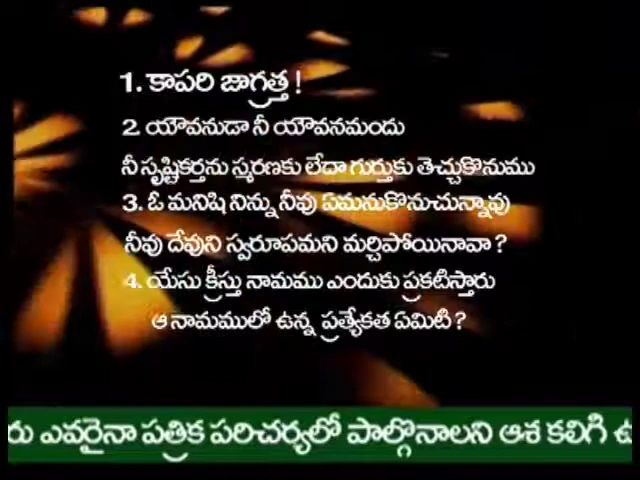 1. కాపరి జాగ్రత్త !
2. యౌవనుడా నీ యౌవనమందు
నీ సృష్టికర్తను స్మరణకు లేదా గుర్తుకు తెచ్చుకొనుము
3. ఓ మనిషి నిన్ను నీవు ఏమనుకొనుచున్నావు
నీవు దేవుని స్వరూపమని మర్చిపోయినావా ?
4. యేసు క్రీస్తు నామము ఎందుకు ప్రకటిస్తారు
ఆ నామములో ఉన్న ప్రత్యేకత ఏమిటి ?
రు ఎవరైనా పత్రిక పరిచర్యలో పాల్గొనాలని ఆశ కలిగి ఉ